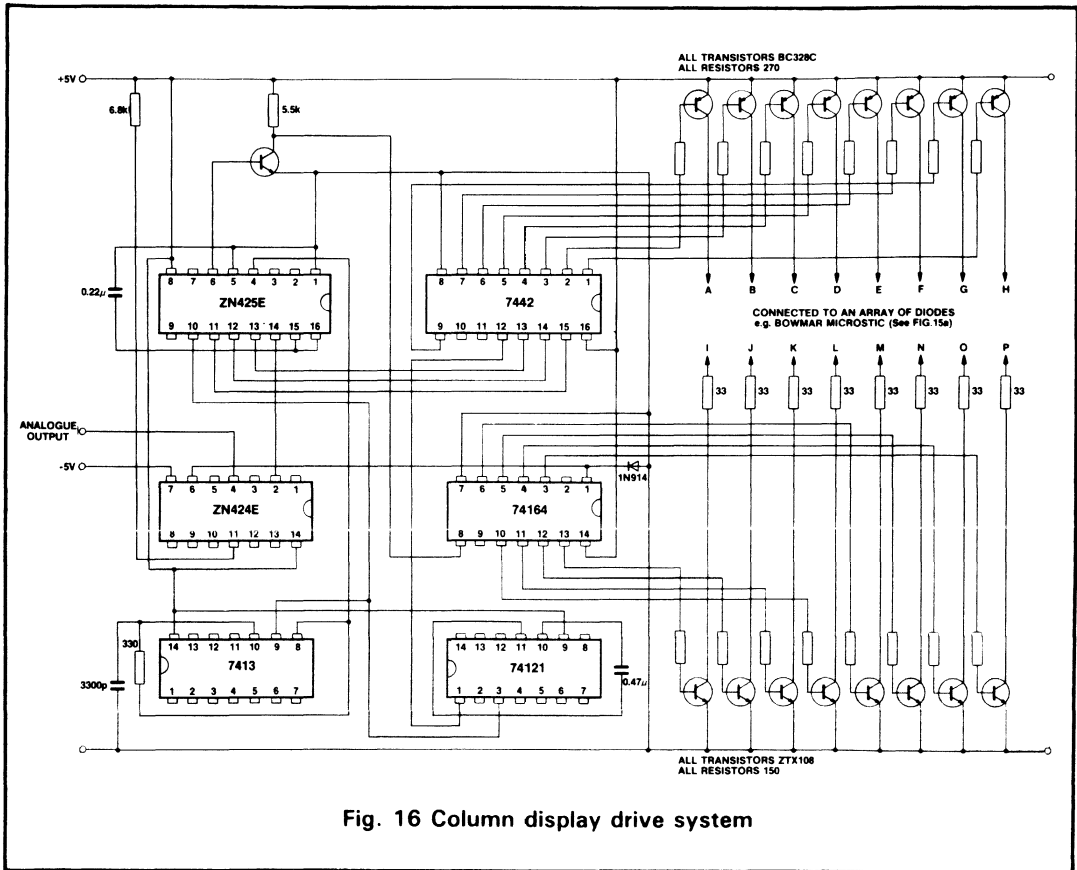 ALL TRANSISTORS BC328C
ALL RESISTORS 270
+5V
6.8k
5.5k
8 7 6 5 4 3 2 1
ZN425E
9 10 11 12 13 14 15 16
0.22μ
8 7 6 5 4 3 2 1
7442
9 10 11 12 13 14 15 16
A B C D E F G H
CONNECTED TO AN ARRAY OF DIODES
e.g. BOWMAR MICROSTIC (See FIG.15a)
I J K L M N O P
33 33 33 33 33 33 33 33
ANALOGUE
OUTPUT
-5V
7 6 5 4 3 2 1
ZN424E
8 9 10 11 12 13 14
7 6 5 4 3 2 1
74164
8 9 10 11 12 13 14
1N914
14 13 12 11 10 9 8
7413
1 2 3 4 5 6 7
330
3300p
14 13 12 11 10 9 8
74121
1 2 3 4 5 6 7
0.47μ
ALL TRANSISTORS ZTX108
ALL RESISTORS 150
Fig. 16 Column display drive system